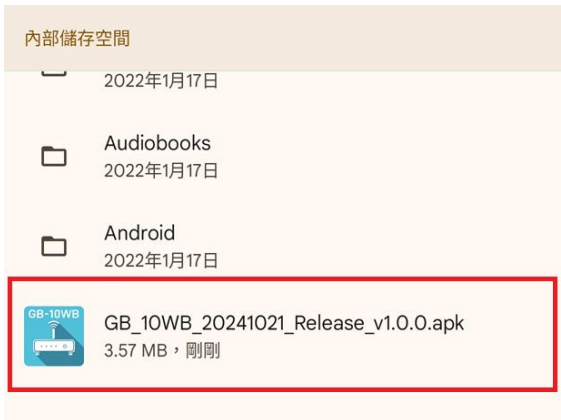 內部儲存空間
2022年1月17日
Audiobooks
2022年1月17日
Android
2022年1月17日
GB-10WB
GB_10WB_20241021_Release_v1.0.0.apk
3.57 MB，剛剛